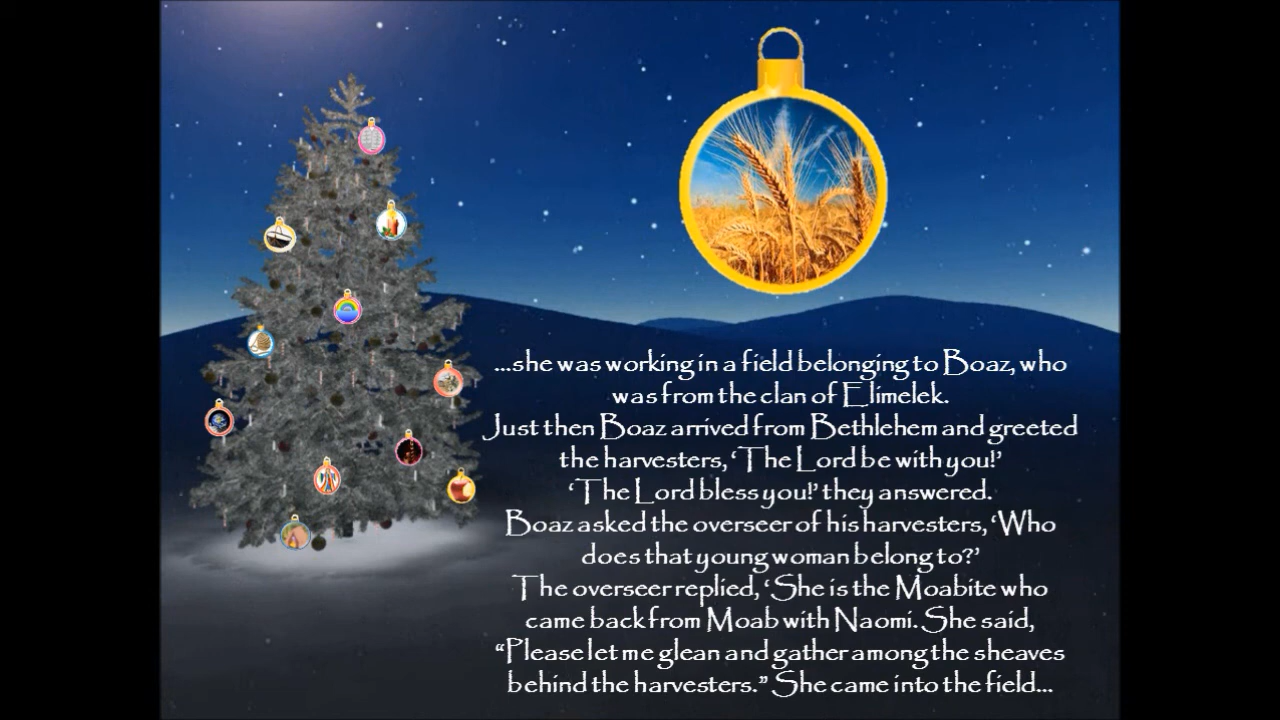 ...she was working in a field belonging to Boaz, who
was from the clan of Elimelek.
Just then Boaz arrived from Bethlehem and greeted
the harvesters, ‘The Lord be with you!’
‘The Lord bless you!’ they answered.
Boaz asked the overseer of his harvesters, ‘Who
does that young woman belong to?’
The overseer replied, ‘She is the Moabite who
came back from Moab with Naomi. She said,
“Please let me glean and gather among the sheaves
behind the harvesters.” She came into the field...